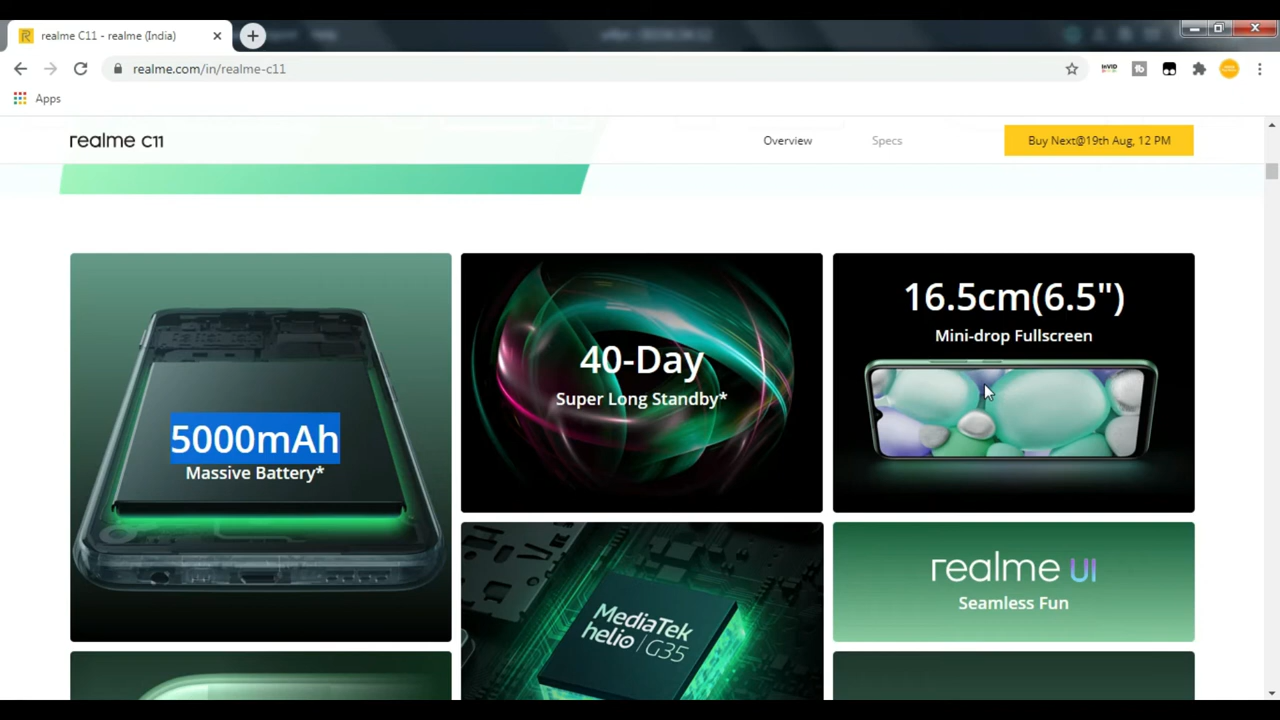 realme C11 - realme (India)
realme.com/in/realme-c11
Apps
realme C11
Overview
Specs
Buy Next@19th Aug, 12 PM
5000mAh
Massive Battery*
40-Day
Super Long Standby*
16.5cm(6.5")
Mini-drop Fullscreen
MediaTek
helio G35
realme UI
Seamless Fun